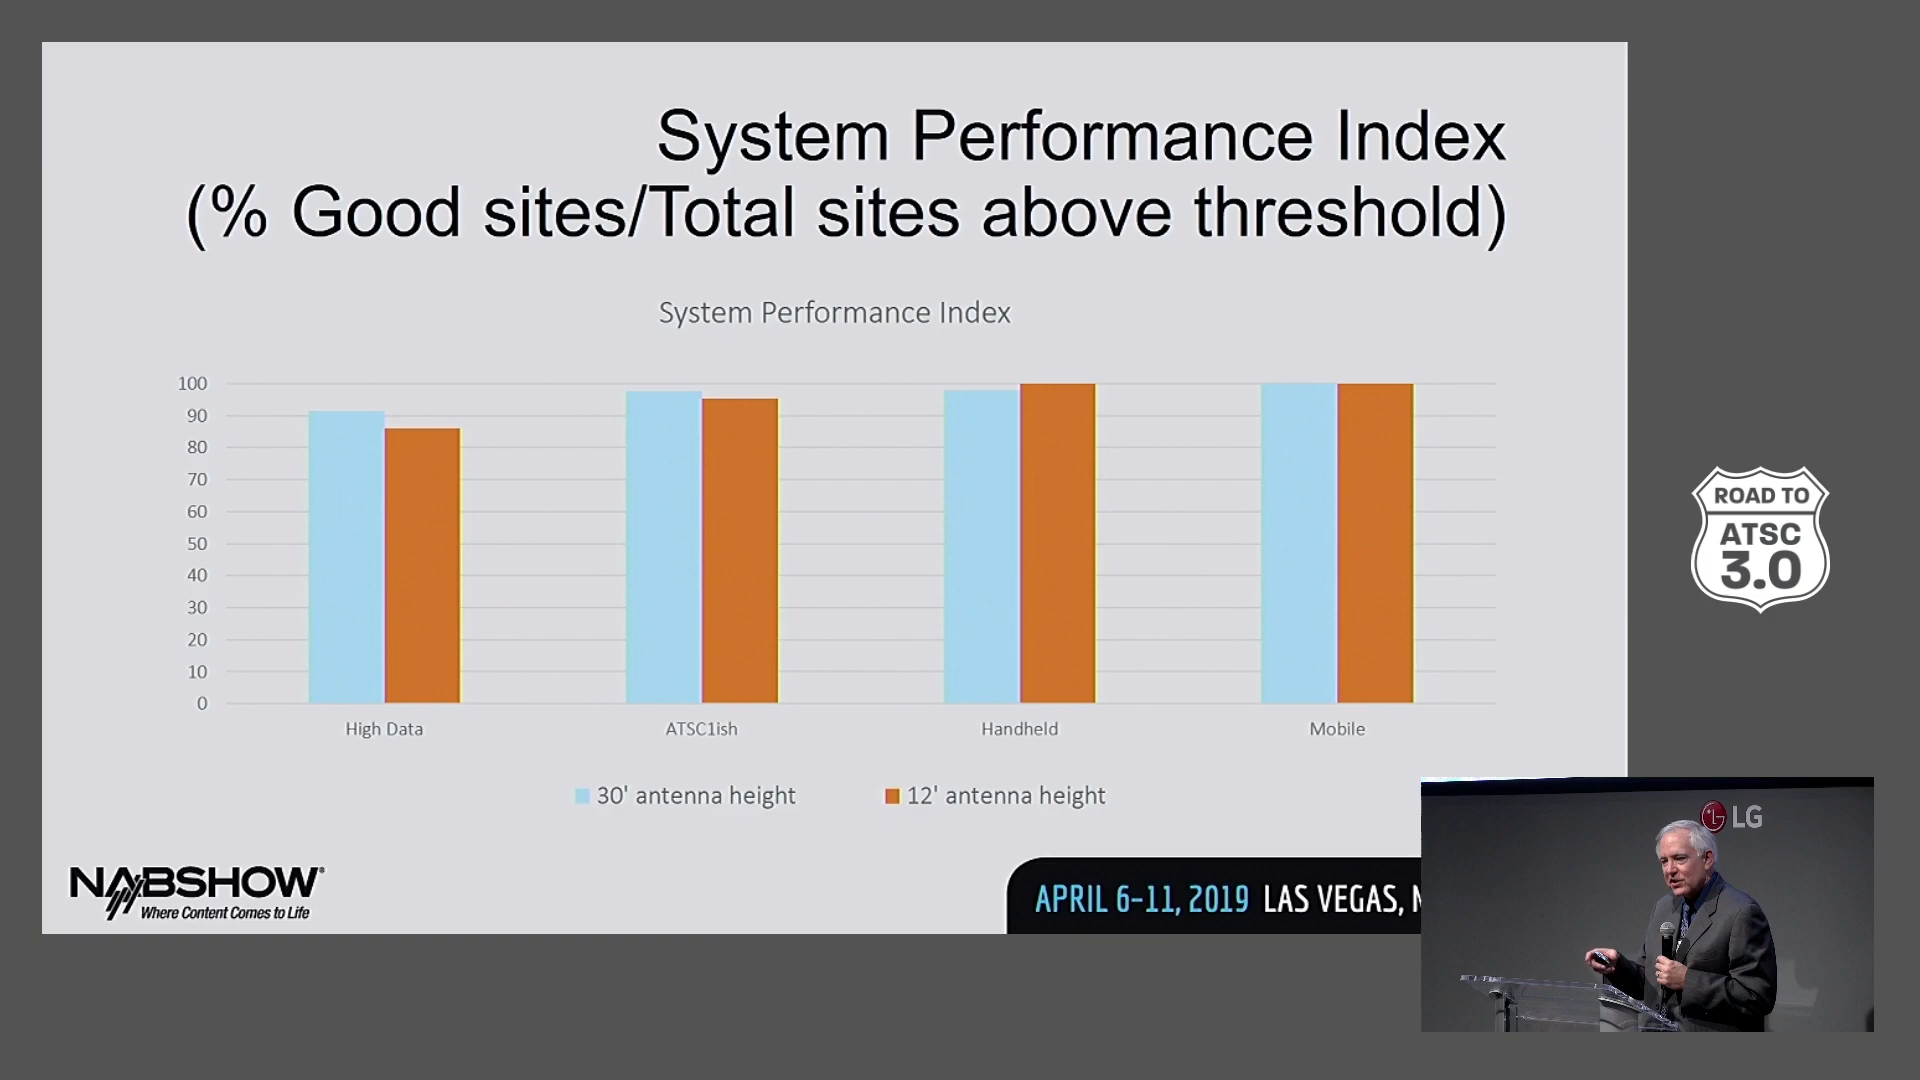 System Performance Index
(% Good sites/Total sites above threshold)
System Performance Index
100
90
80
70
60
50
40
30
20
10
0
High Data
ATSC1ish
Handheld
Mobile
30' antenna height
12' antenna height
NABSHOW®
Where Content Comes to Life
APRIL 6–11, 2019 LAS VEGAS,
ROAD TO
ATSC
3.0
LG